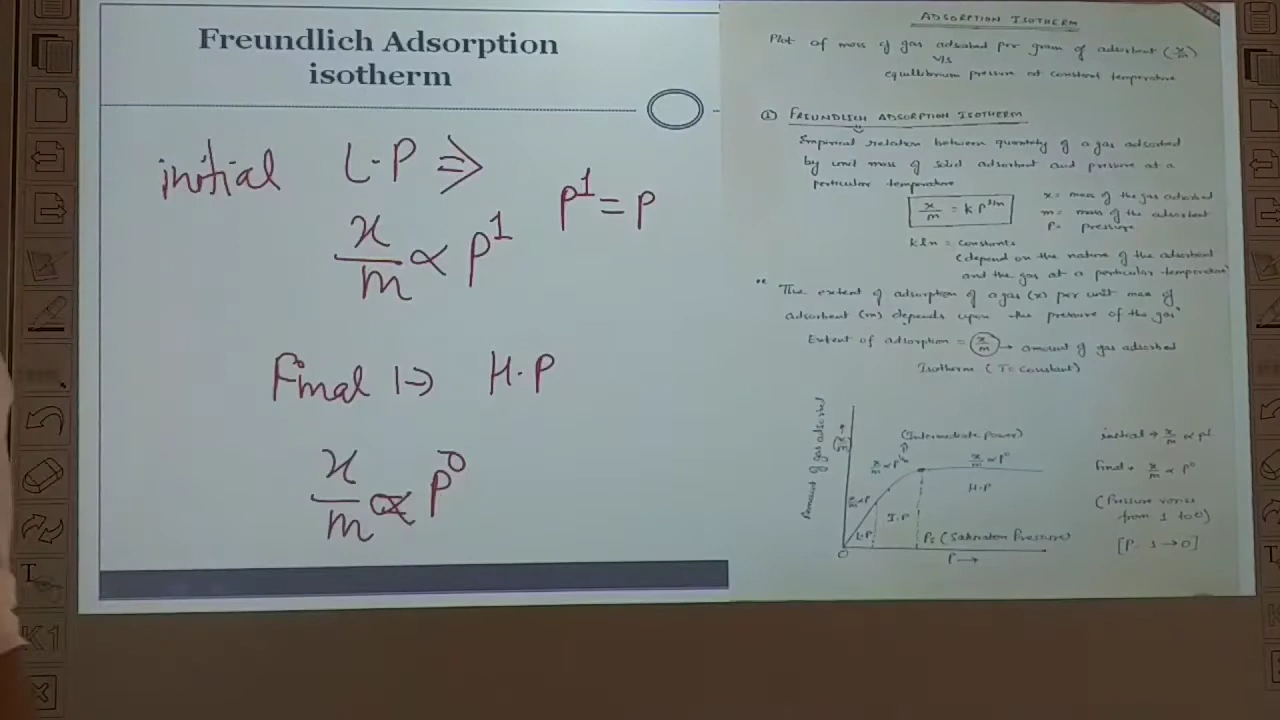 Freundlich Adsorption
isotherm
initial L.P ⇒
x/m ∝ P¹ P¹ = P
Final |→ H.P
x/m ∝ P⁰
ADSORPTION ISOTHERM
Plot of mass of gas adsorbed per gram of adsorbent (x/m)
v/s
equilibrium pressure at constant temperature
① FREUNDLICH ADSORPTION ISOTHERM
Empirical relation between quantity of a gas adsorbed
by unit mass of solid adsorbent and pressure at a
particular temperature
x/m = k P^1/n
x = mass of the gas adsorbed
m = mass of the adsorbent
P = pressure
k & n = constants
(depend on the nature of the adsorbent
and the gas at a particular temperature
"The extent of adsorption of a gas (x) per unit mass of
adsorbent (m) depends upon the pressure of the gas"
Extent of adsorption = x/m → amount of gas adsorbed
Isotherm (T = constant)
Amount of gas adsorbed
x/m →
(Intermediate power)
x/m ∝ P^1/n
x/m ∝ P⁰
x/m ∝ P
H.P
I.P
L.P
Ps (Saturation Pressure)
O
P →
initial → x/m ∝ P¹
Final → x/m ∝ P⁰
(Pressure varies
from 1 to 0)
[P. 1 → 0]
T
K1